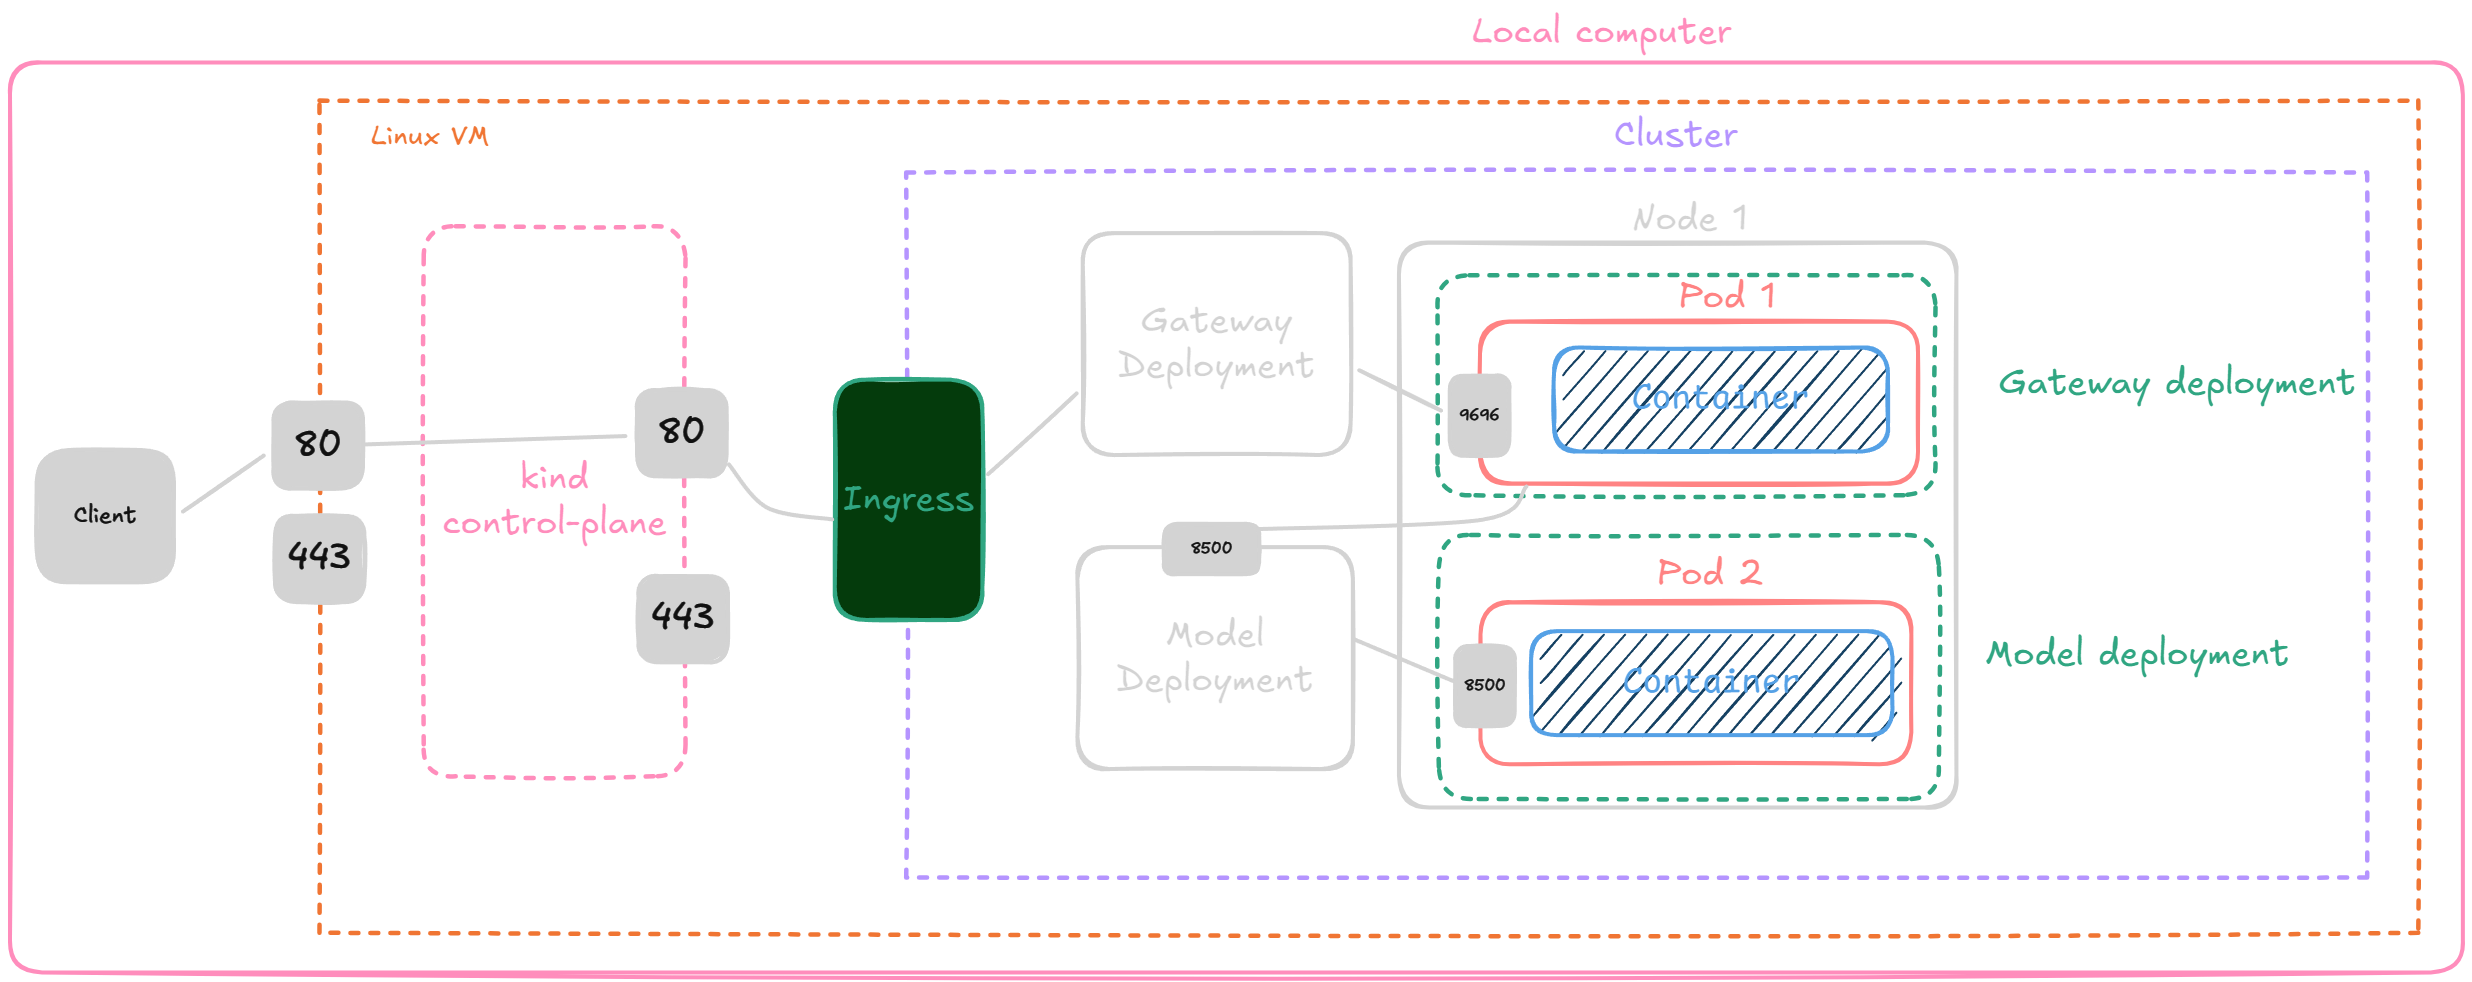 Local computer
Linux VM
Cluster
Node 1
Pod 1
Gateway
Deployment
Container
Gateway deployment
9696
80
80
kind
control-plane
Client
443
443
Ingress
8500
Model
Deployment
Pod 2
8500
Container
Model deployment